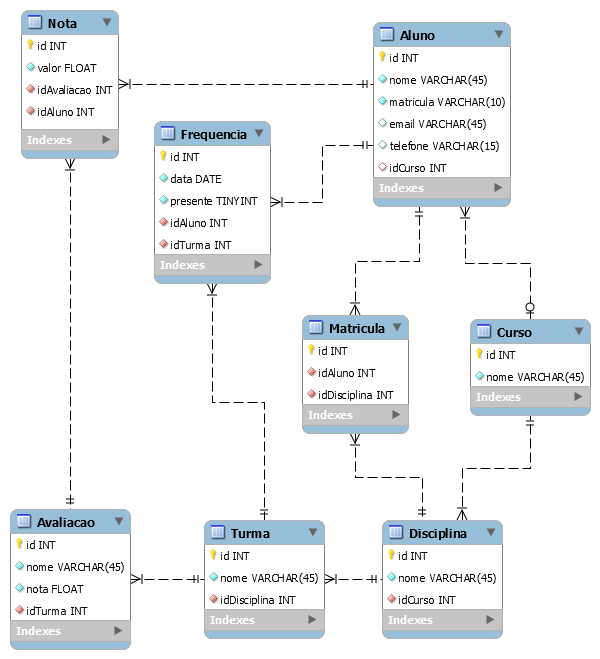 Nota
id INT
valor FLOAT
idAvaliacao INT
idAluno INT
Indexes
Aluno
id INT
nome VARCHAR(45)
matricula VARCHAR(10)
email VARCHAR(45)
telefone VARCHAR(15)
idCurso INT
Indexes
Frequencia
id INT
data DATE
presente TINYINT
idAluno INT
idTurma INT
Indexes
Matricula
id INT
idAluno INT
idDisciplina INT
Indexes
Curso
id INT
nome VARCHAR(45)
Indexes
Avaliacao
id INT
nome VARCHAR(45)
nota FLOAT
idTurma INT
Indexes
Turma
id INT
nome VARCHAR(45)
idDisciplina INT
Indexes
Disciplina
id INT
nome VARCHAR(45)
idCurso INT
Indexes